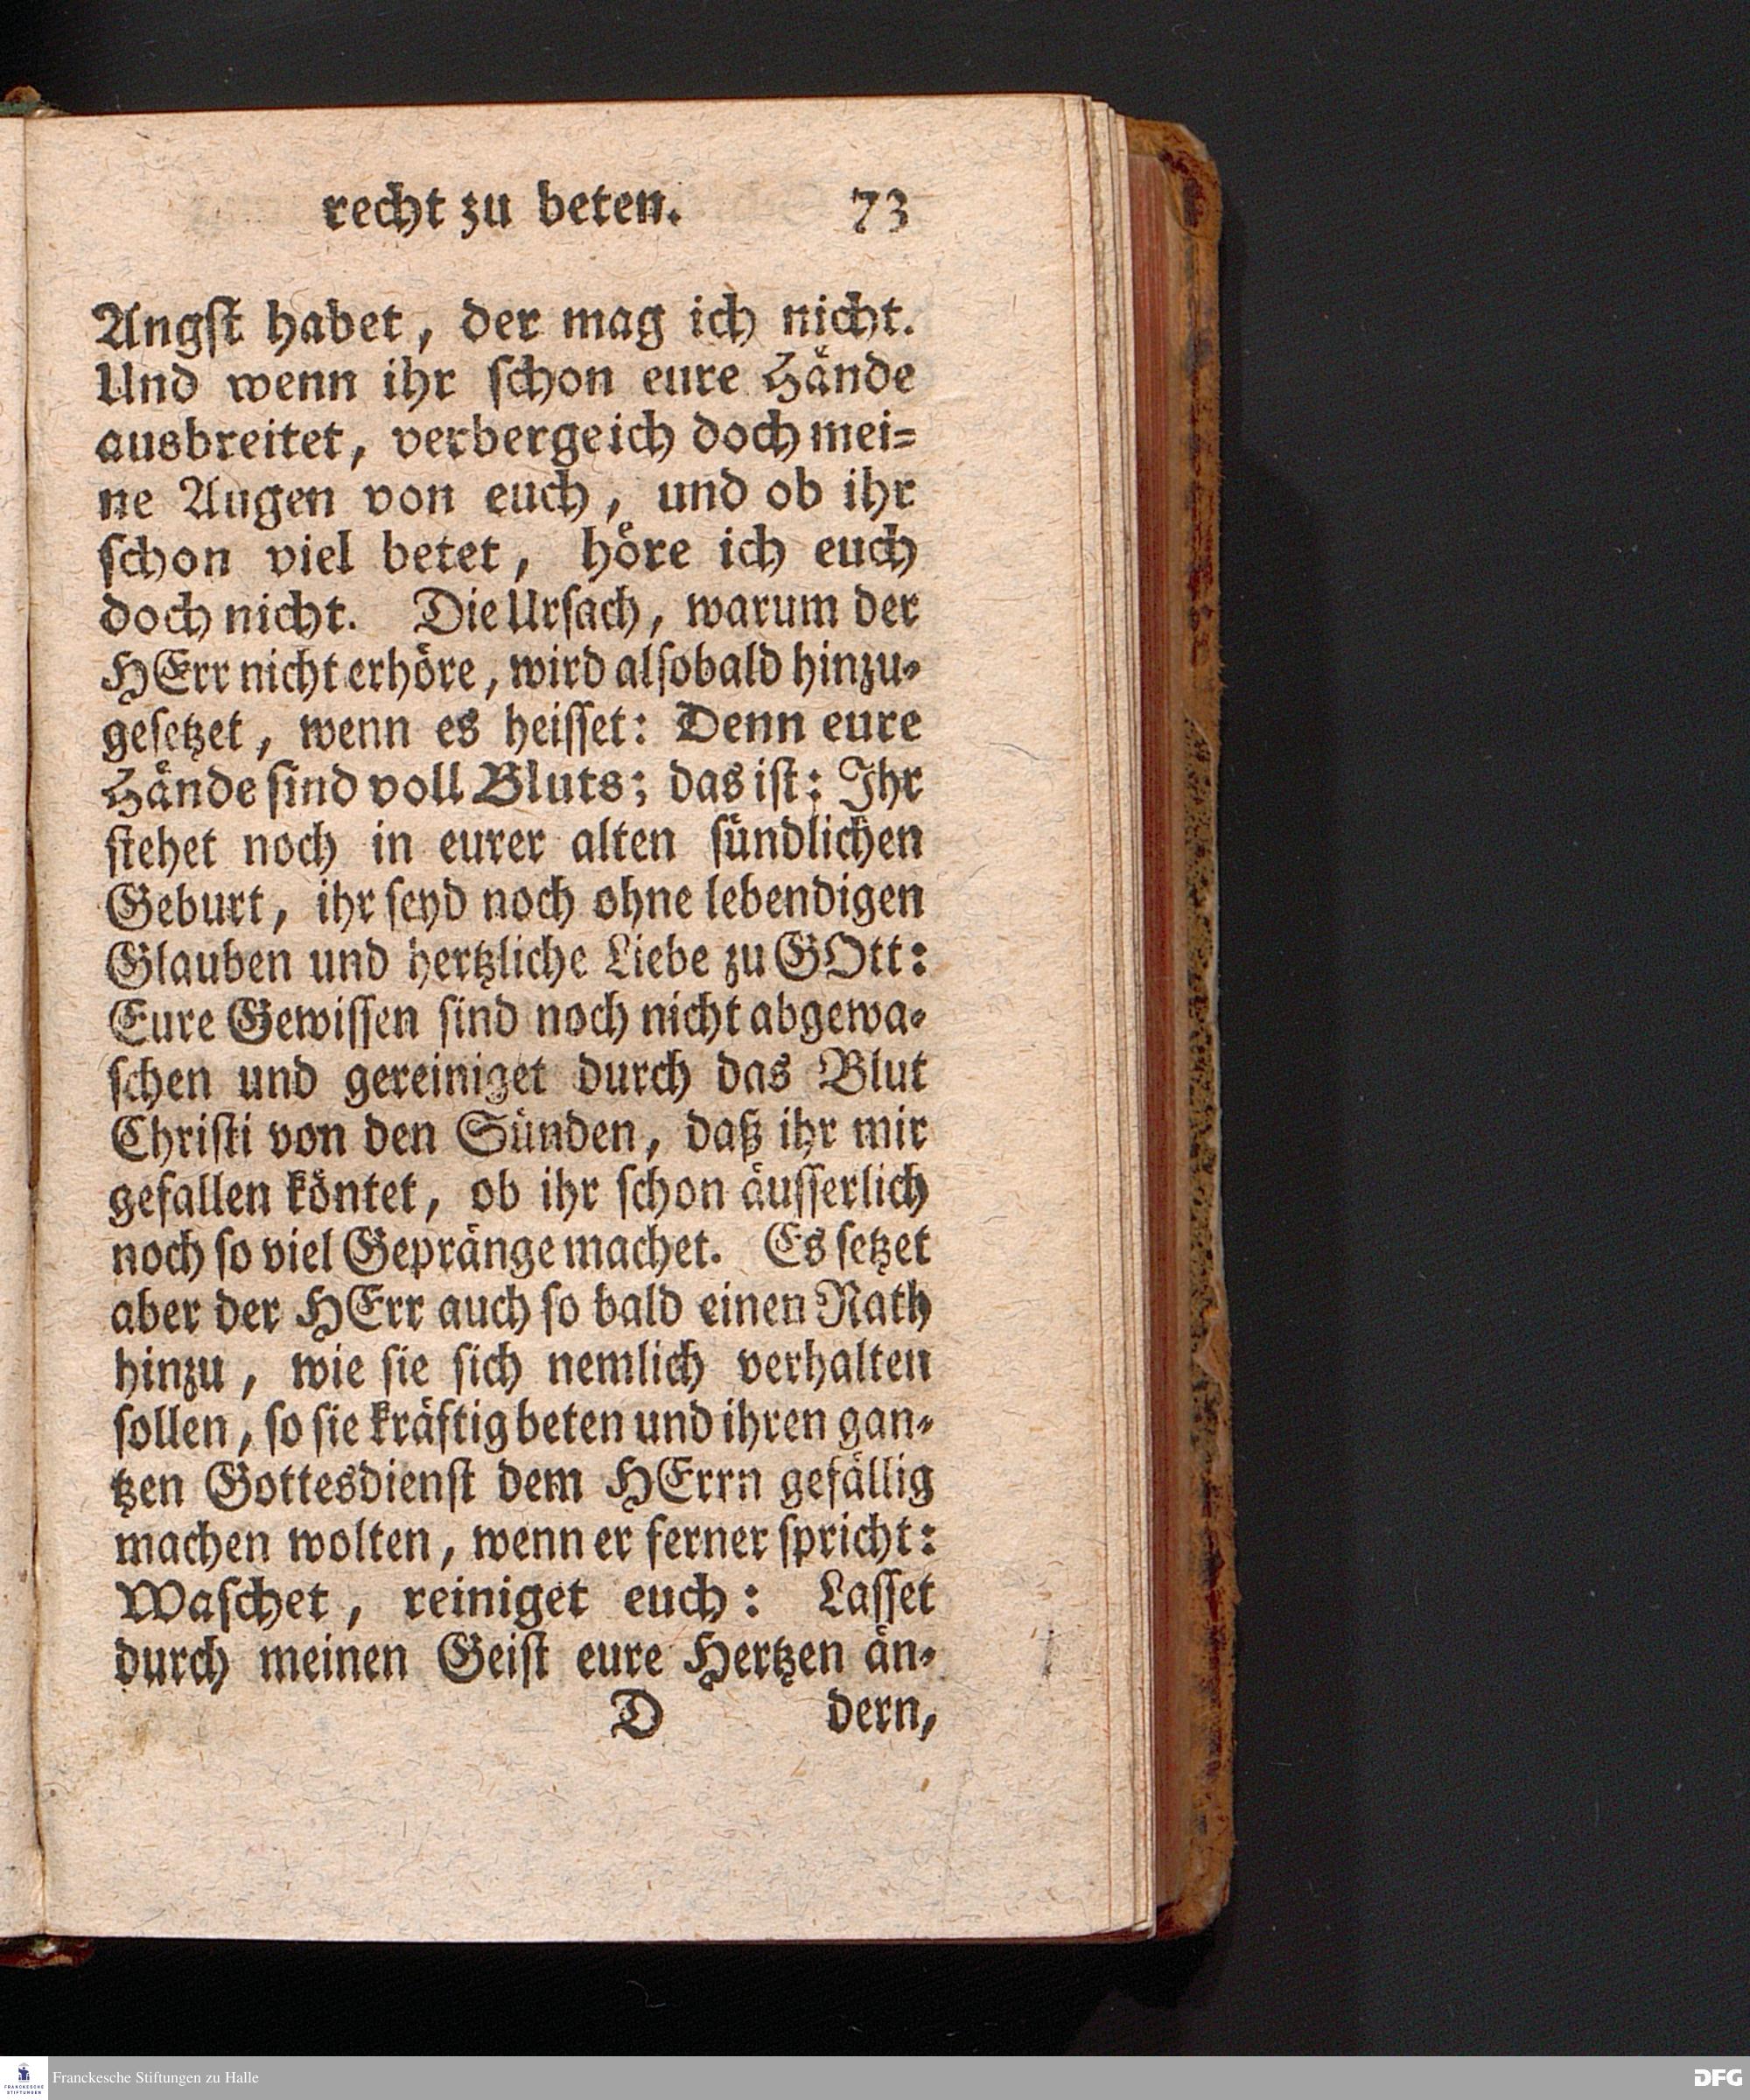 recht zu beten. 73
Angſt habet, der mag ich nicht.
Und wenn ihr ſchon eure Hände
ausbreitet, verberge ich doch mei=
ne Augen von euch, und ob ihr
ſchon viel betet, höre ich euch
doch nicht. Die Urſach, warum der
HErr nicht erhöre, wird alſobald hinzu=
geſetzet, wenn es heiſſet: Denn eure
Hände ſind voll Bluts; das iſt: Ihr
ſtehet noch in eurer alten ſündlichen
Geburt, ihr ſeyd noch ohne lebendigen
Glauben und hertzliche Liebe zu GOtt:
Eure Gewiſſen ſind noch nicht abgewa=
ſchen und gereiniget durch das Blut
Chriſti von den Sünden, daß ihr mir
gefallen köntet, ob ihr ſchon äuſſerlich
noch ſo viel Gepränge machet. Es ſetzet
aber der HErr auch ſo bald einen Rath
hinzu, wie ſie ſich nemlich verhalten
ſollen, ſo ſie kräftig beten und ihren gan=
tzen Gottesdienſt dem HErrn gefällig
machen wolten, wenn er ferner ſpricht:
Waſchet, reiniget euch: Laſſet
durch meinen Geiſt eure Hertzen än=
D dern,
FRANCKESCHE
STIFTUNGEN
Franckesche Stiftungen zu Halle
DFG